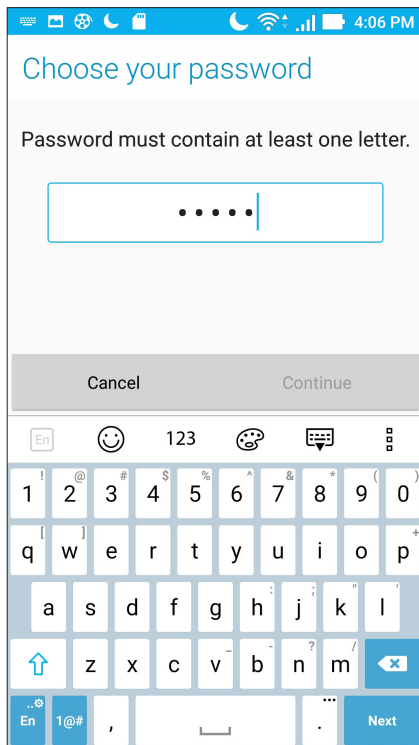 4:06 PM
Choose your password
Password must contain at least one letter.
•••••
Cancel Continue
En 123
! @ # $ % ^ & * ( )
1 2 3 4 5 6 7 8 9 0
[ ] +
q w e r t y u i o p
: ; " '
a s d f g h j k l
_ - ? /
z x c v b n m
..
En 1@# , . Next